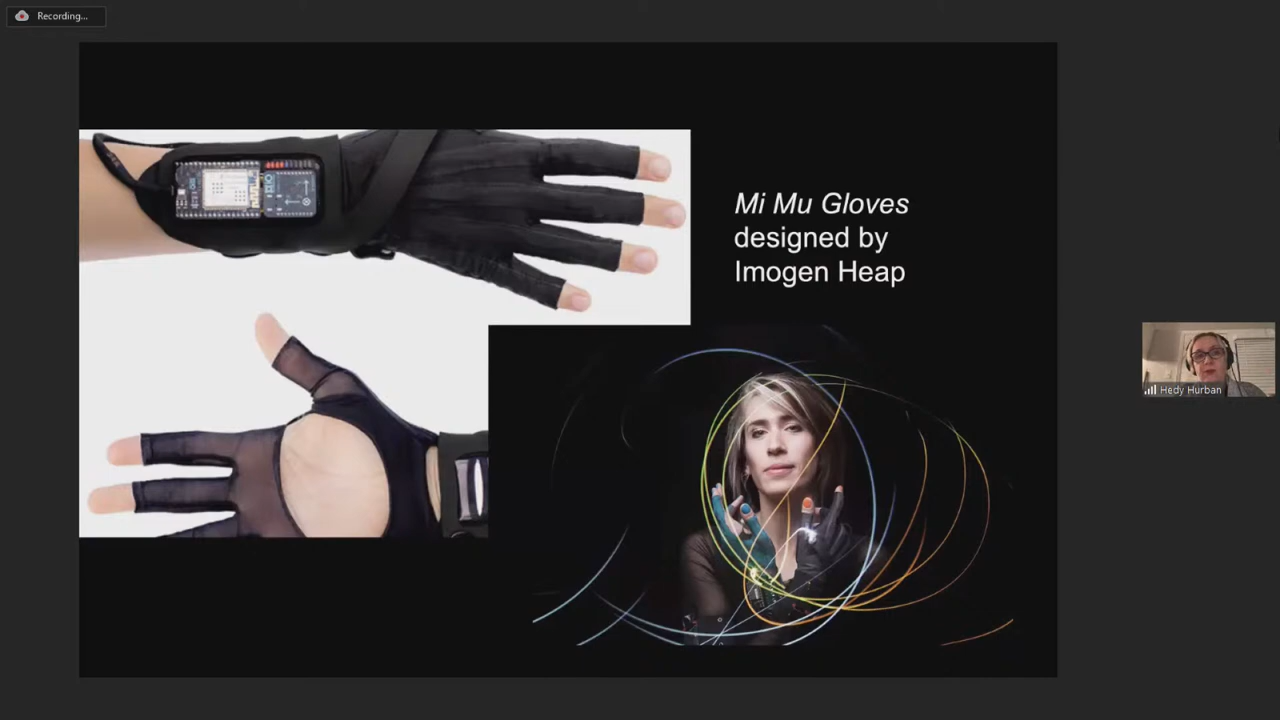 Recording...
Mi Mu Gloves
designed by
Imogen Heap
Hedy Hurban